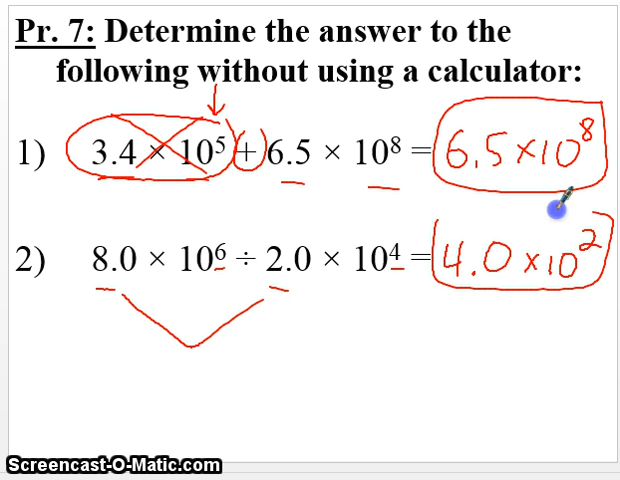 Pr. 7: Determine the answer to the
following without using a calculator:
1) 3.4 × 10⁵ + 6.5 × 10⁸ = 6.5 × 10⁸
2) 8.0 × 10⁶ ÷ 2.0 × 10⁴ = 4.0 × 10²
Screencast-O-Matic.com